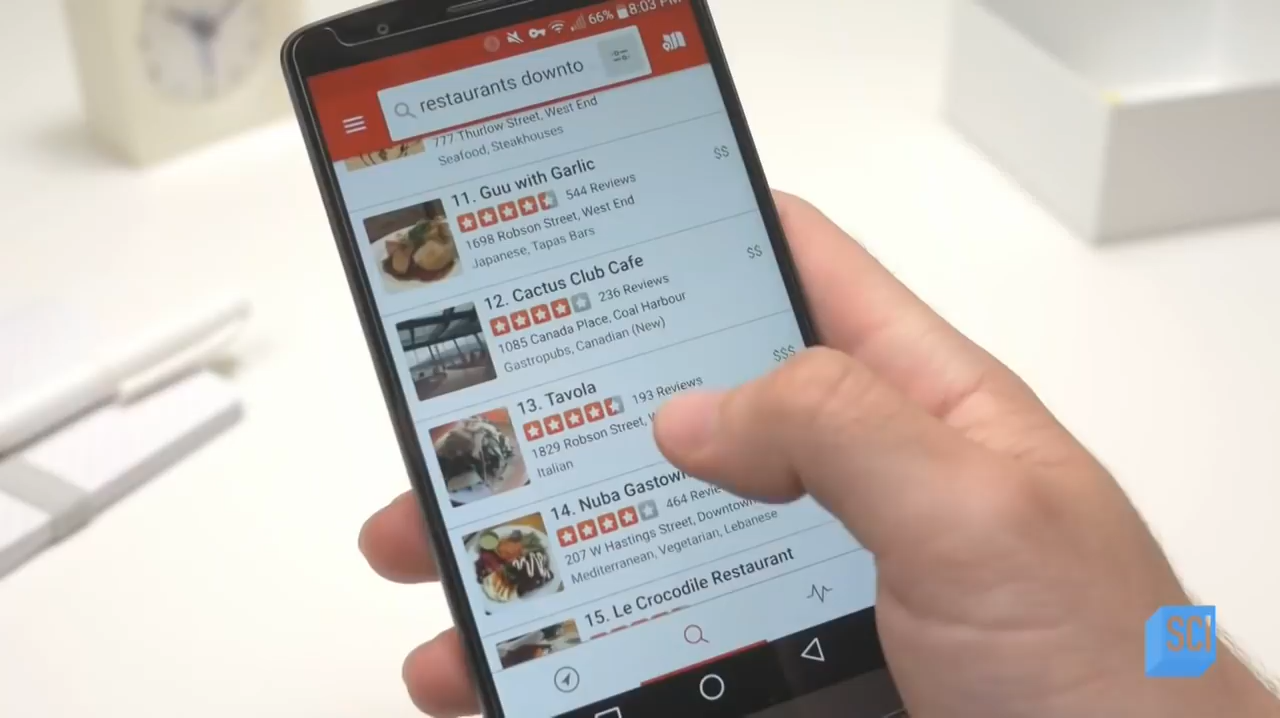 66% 8:03 PM
restaurants downto
777 Thurlow Street, West End
Seafood, Steakhouses
11. Guu with Garlic
$$
544 Reviews
1698 Robson Street, West End
Japanese, Tapas Bars
12. Cactus Club Cafe
$$
236 Reviews
1085 Canada Place, Coal Harbour
Gastropubs, Canadian (New)
13. Tavola
$$$
193 Reviews
1829 Robson Street,
Italian
14. Nuba Gastown
464 Revie
207 W Hastings Street, Downtown
Mediterranean, Vegetarian, Lebanese
15. Le Crocodile Restaurant
SCI